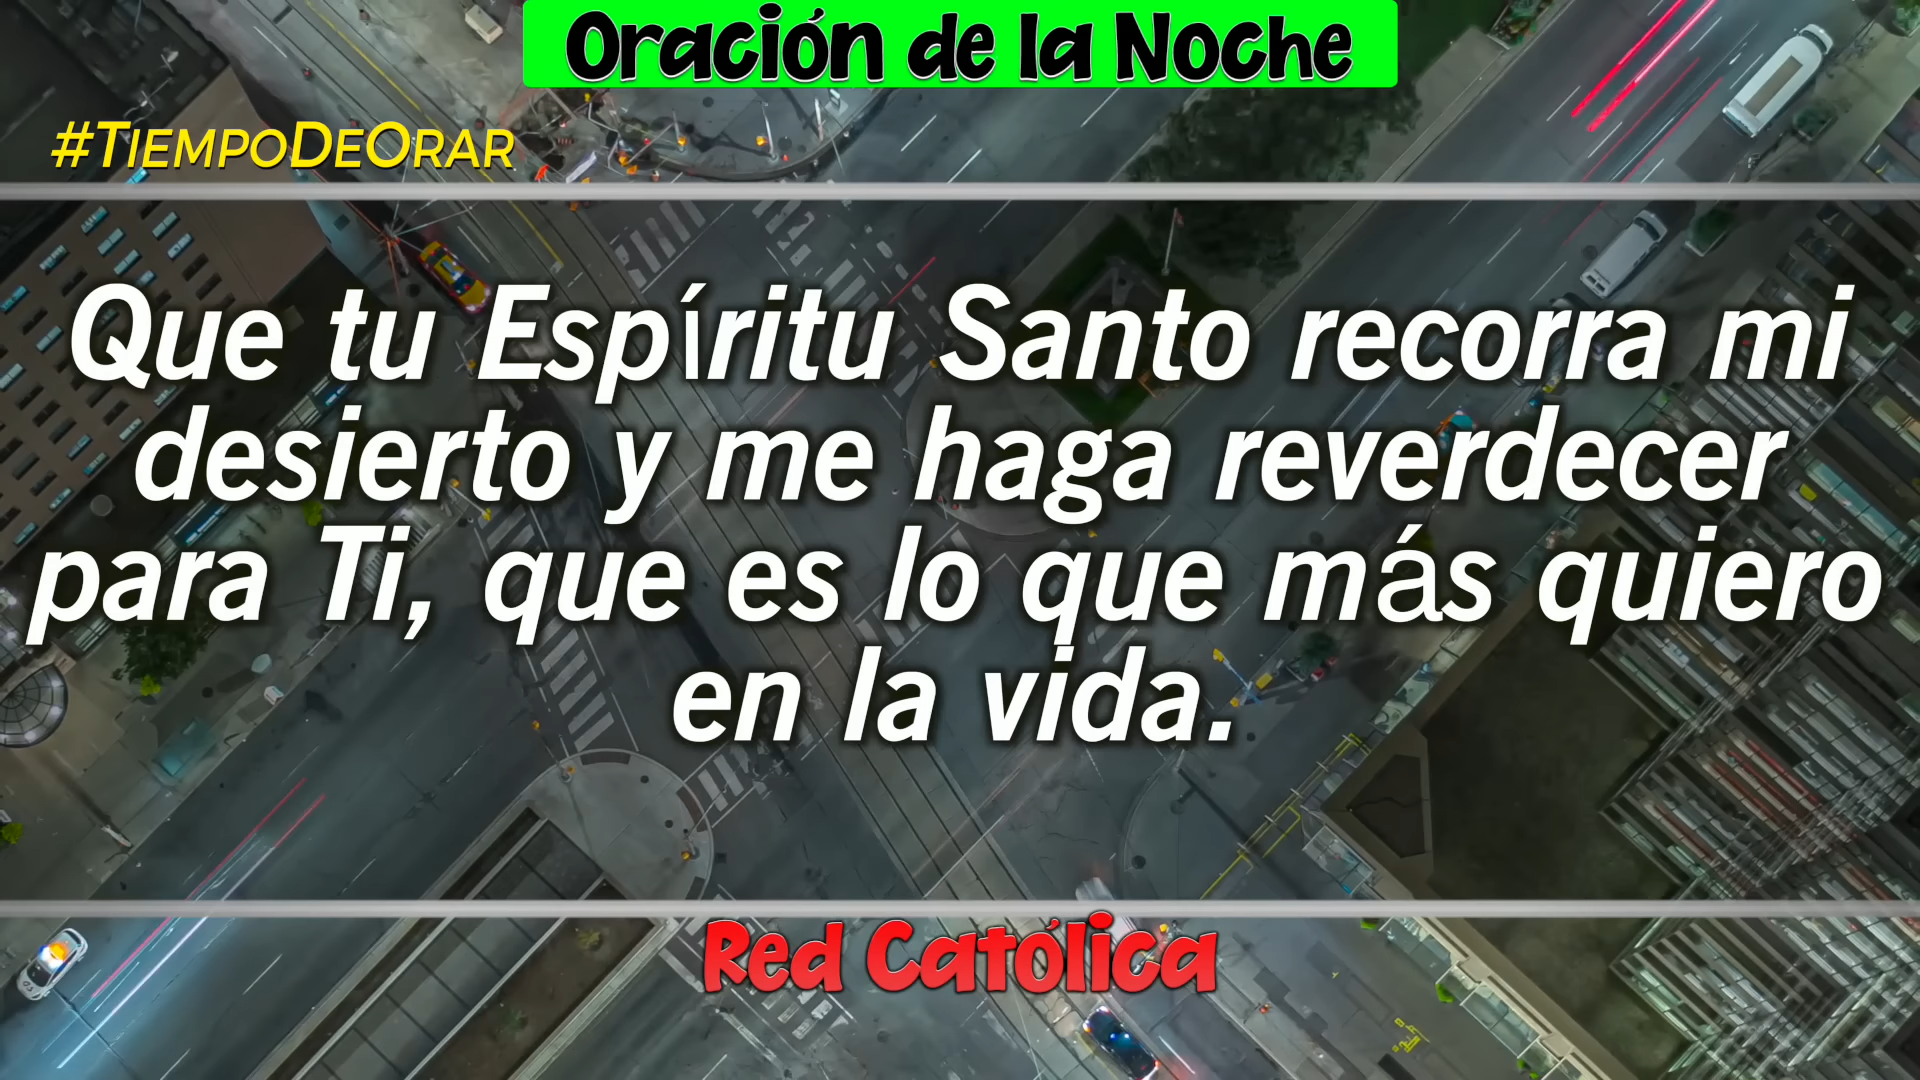 Oración de la Noche
#TiempoDeOrar
Que tu Espíritu Santo recorra mi
desierto y me haga reverdecer
para Ti, que es lo que más quiero
en la vida.
Red Católica